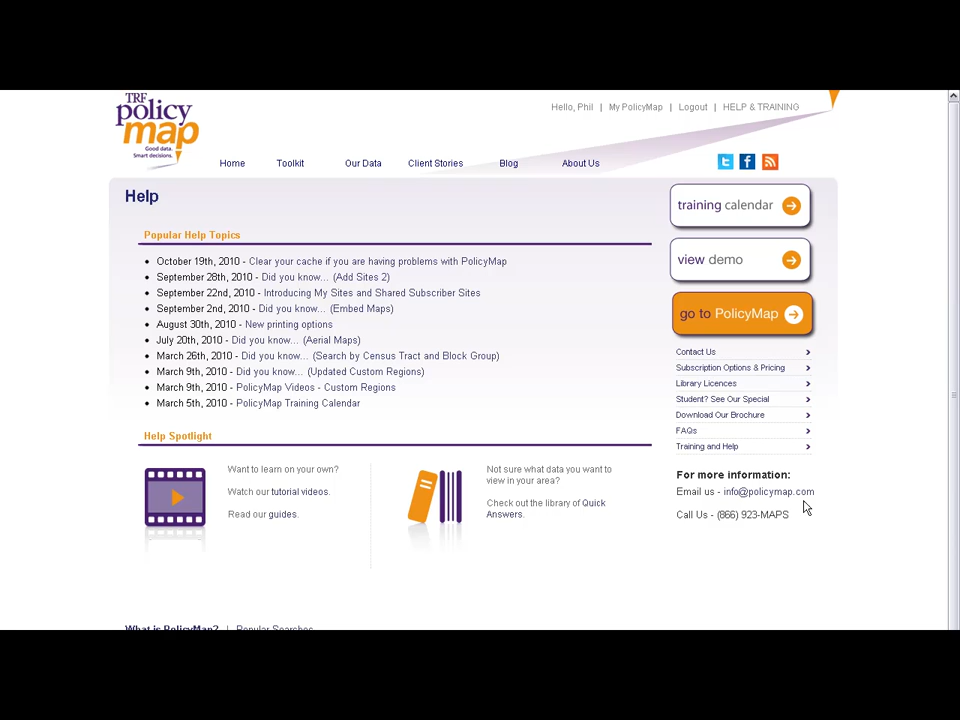 TRF
policy
map
Good data.
Smart decisions.
Hello, Phil | My PolicyMap | Logout | HELP & TRAINING
Home Toolkit Our Data Client Stories Blog About Us
Help
Popular Help Topics
October 19th, 2010 - Clear your cache if you are having problems with PolicyMap
September 28th, 2010 - Did you know... (Add Sites 2)
September 22nd, 2010 - Introducing My Sites and Shared Subscriber Sites
September 2nd, 2010 - Did you know... (Embed Maps)
August 30th, 2010 - New printing options
July 20th, 2010 - Did you know... (Aerial Maps)
March 26th, 2010 - Did you know... (Search by Census Tract and Block Group)
March 9th, 2010 - Did you know... (Updated Custom Regions)
March 9th, 2010 - PolicyMap Videos - Custom Regions
March 5th, 2010 - PolicyMap Training Calendar
Help Spotlight
Want to learn on your own?
Watch our tutorial videos.
Read our guides.
Not sure what data you want to
view in your area?
Check out the library of Quick
Answers.
training calendar
view demo
go to PolicyMap
Contact Us
Subscription Options & Pricing
Library Licences
Student? See Our Special
Download Our Brochure
FAQs
Training and Help
For more information:
Email us - info@policymap.com
Call Us - (866) 923-MAPS
What is PolicyMap? | Popular Searches